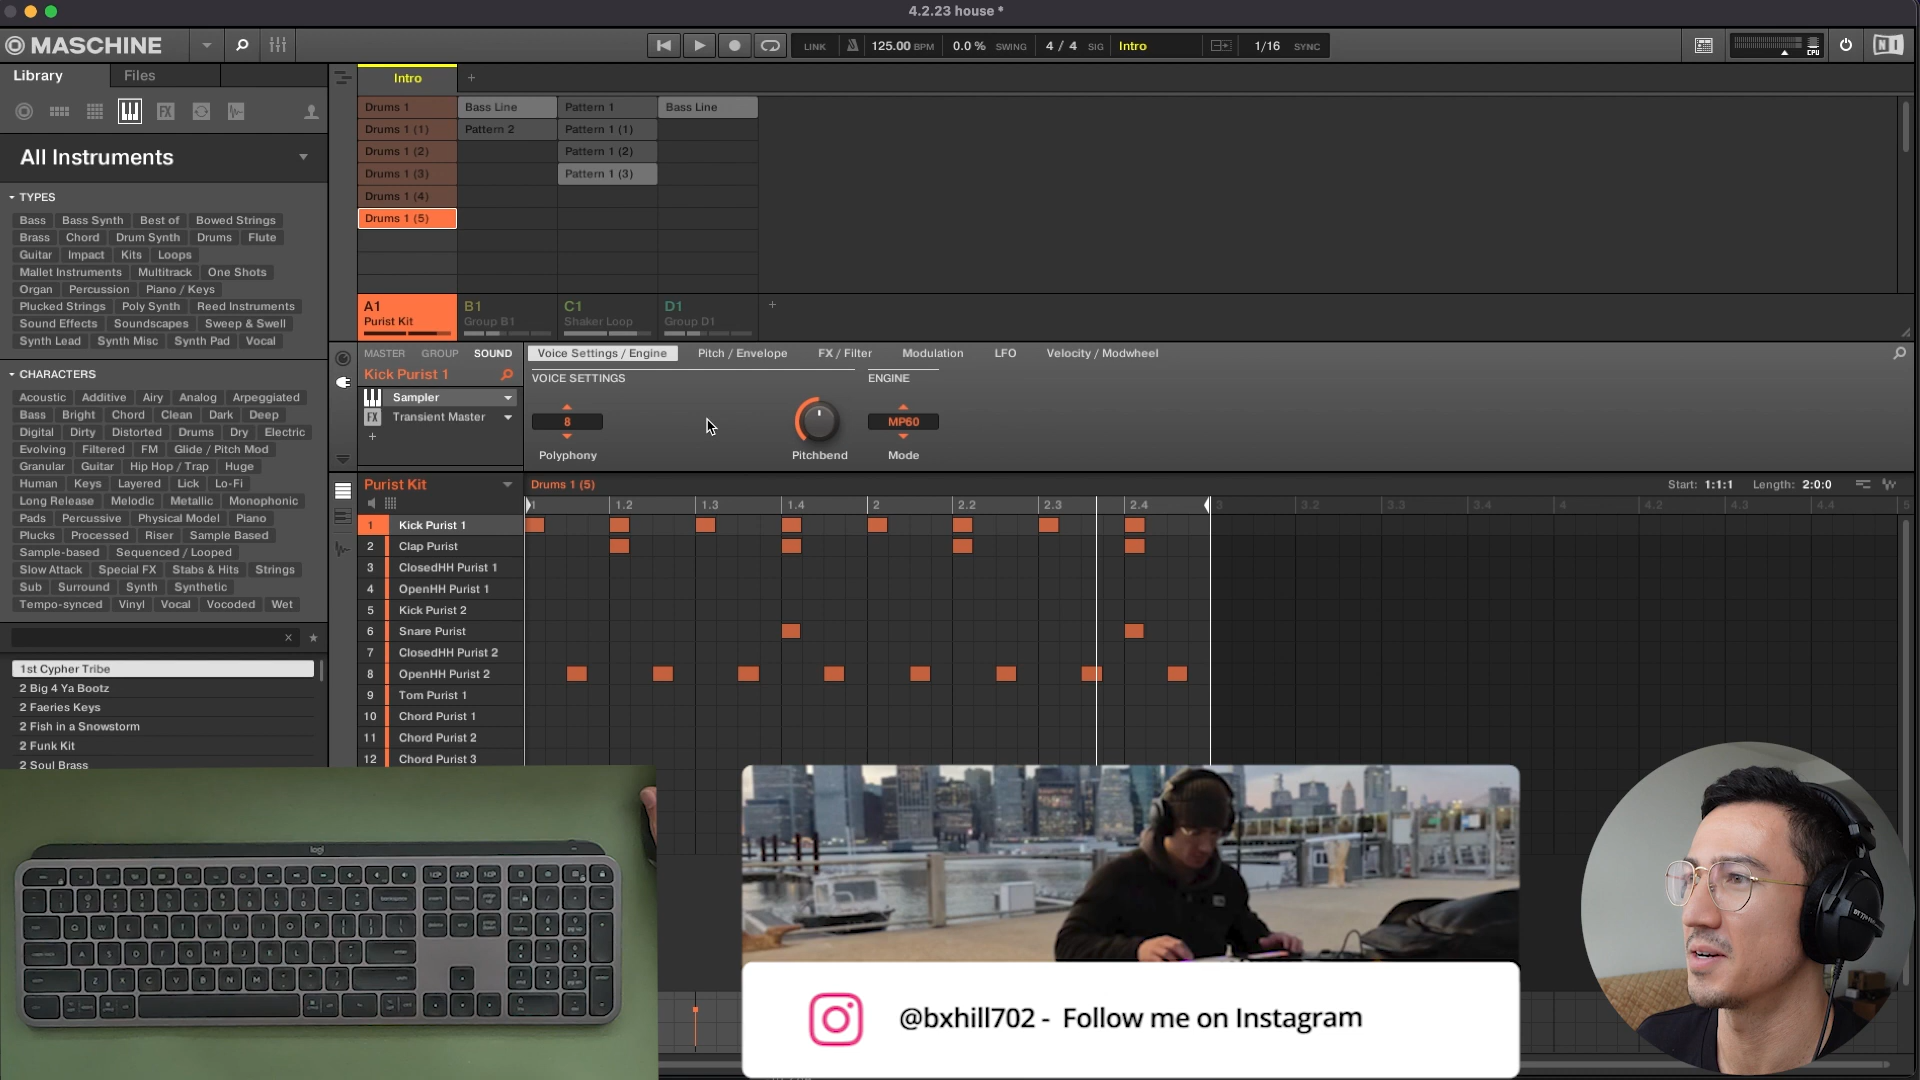 4.2.23 house *
MASCHINE
LINK 125.00 BPM 0.0% SWING 4 / 4 SIG Intro 1/16 SYNC
CPU
NI
Library Files
FX
All Instruments
TYPES
Bass Bass Synth Best of Bowed Strings
Brass Chord Drum Synth Drums Flute
Guitar Impact Kits Loops
Mallet Instruments Multitrack One Shots
Organ Percussion Piano / Keys
Plucked Strings Poly Synth Reed Instruments
Sound Effects Soundscapes Sweep & Swell
Synth Lead Synth Misc Synth Pad Vocal
CHARACTERS
Acoustic Additive Airy Analog Arpeggiated
Bass Bright Chord Clean Dark Deep
Digital Dirty Distorted Drums Dry Electric
Evolving Filtered FM Glide / Pitch Mod
Granular Guitar Hip Hop / Trap Huge
Human Keys Layered Lick Lo-Fi
Long Release Melodic Metallic Monophonic
Pads Percussive Physical Model Piano
Plucks Processed Riser Sample Based
Sample-based Sequenced / Looped
Slow Attack Special FX Stabs & Hits Strings
Sub Surround Synth Synthetic
Tempo-synced Vinyl Vocal Vocoded Wet
x
1st Cypher Tribe
2 Big 4 Ya Bootz
2 Faeries Keys
2 Fish in a Snowstorm
2 Funk Kit
2 Soul Brass
Intro +
Drums 1 Bass Line Pattern 1 Bass Line
Drums 1 (1) Pattern 2 Pattern 1 (1)
Drums 1 (2) Pattern 1 (2)
Drums 1 (3) Pattern 1 (3)
Drums 1 (4)
Drums 1 (5)
A1 B1 C1 D1 +
Purist Kit Group B1 Shaker Loop Group D1
MASTER GROUP SOUND Voice Settings / Engine Pitch / Envelope FX / Filter Modulation LFO Velocity / Modwheel
Kick Purist 1 VOICE SETTINGS ENGINE
Sampler
FX Transient Master 8 MP60
+
Polyphony Pitchbend Mode
Purist Kit Drums 1 (5) Start: 1:1:1 Length: 2:0:0
1 1.2 1.3 1.4 2 2.2 2.3 2.4 3 3.2 3.3 3.4 4 4.2 4.3 4.4 5
1 Kick Purist 1
2 Clap Purist
3 ClosedHH Purist 1
4 OpenHH Purist 1
5 Kick Purist 2
6 Snare Purist
7 ClosedHH Purist 2
8 OpenHH Purist 2
9 Tom Purist 1
10 Chord Purist 1
11 Chord Purist 2
12 Chord Purist 3
logi
@bxhill702 - Follow me on Instagram